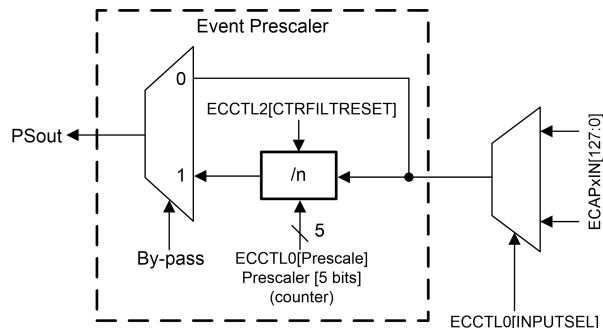 Event Prescaler
0
ECCTL2[CTRFILTRESET]
PSout
1
/n
ECAPxIN[127:0]
5
By-pass
ECCTL0[Prescale]
Prescaler [5 bits]
(counter)
ECCTL0[INPUTSEL]